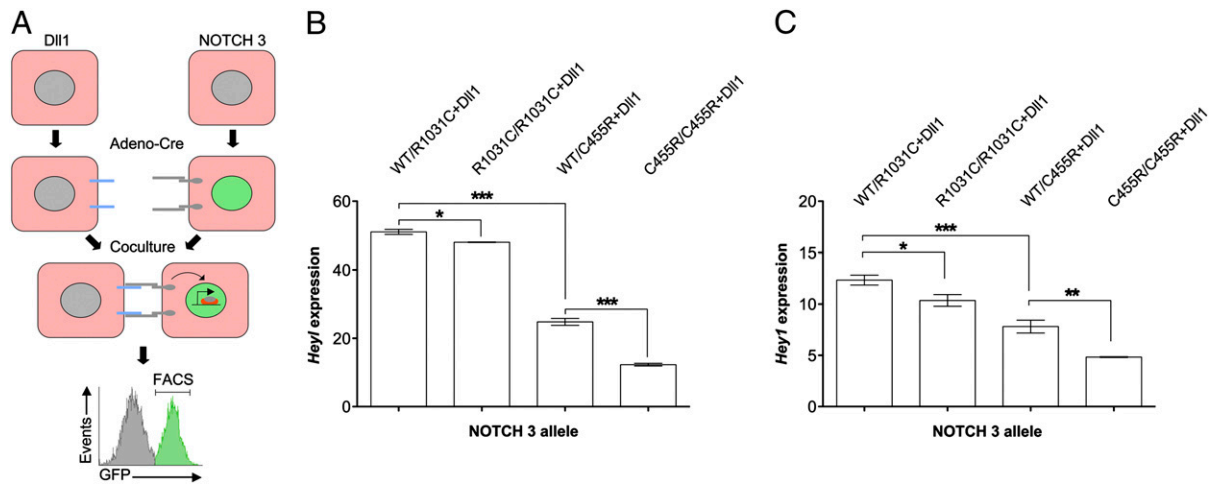 A
Dll1
NOTCH 3
Adeno-Cre
Coculture
FACS
Events
GFP
B
WT/R1031C+Dll1
R1031C/R1031C+Dll1
WT/C455R+Dll1
C455R/C455R+Dll1
***
*
***
60
40
20
0
Heyl expression
NOTCH 3 allele
C
WT/R1031C+Dll1
R1031C/R1031C+Dll1
WT/C455R+Dll1
C455R/C455R+Dll1
***
*
**
20
15
10
5
0
Hey1 expression
NOTCH 3 allele